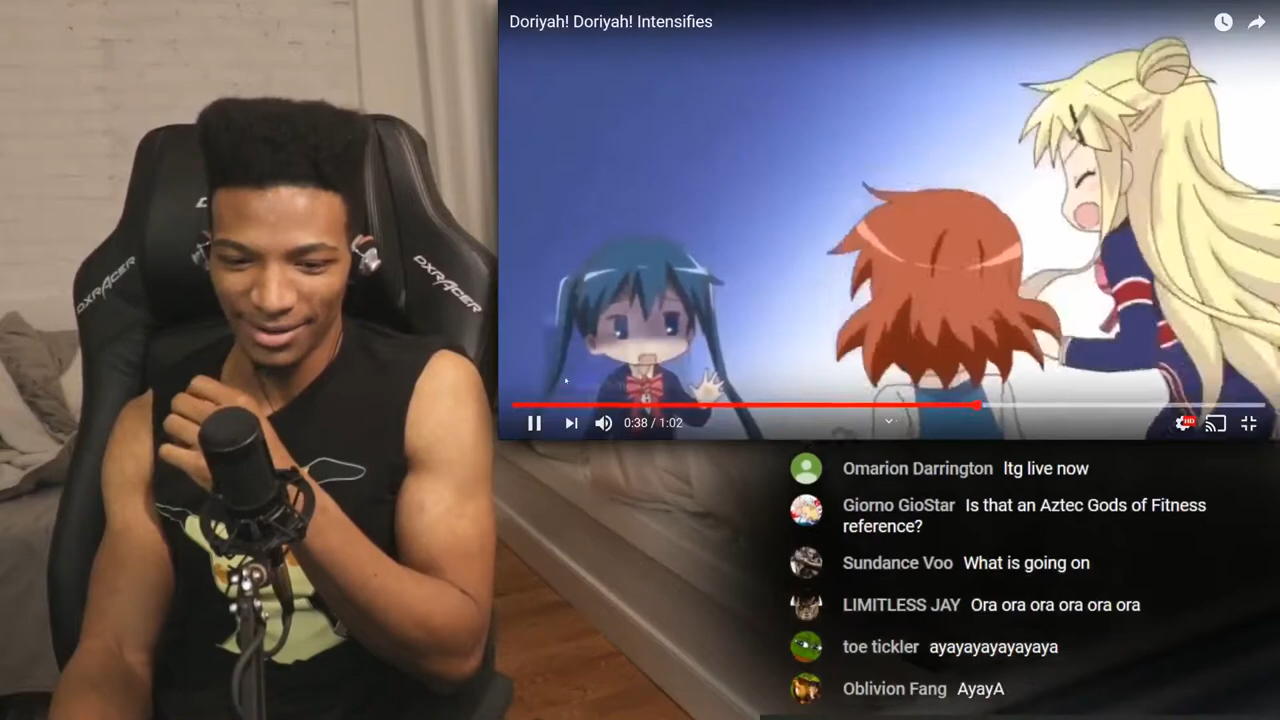 Doriyah! Doriyah! Intensifies
DXRACER
DXRACER
0:38 / 1:02
HD
Omarion Darrington ltg live now
Giorno GioStar Is that an Aztec Gods of Fitness
reference?
Sundance Voo What is going on
LIMITLESS JAY Ora ora ora ora ora ora
toe tickler ayayayayayayaya
Oblivion Fang AyayA